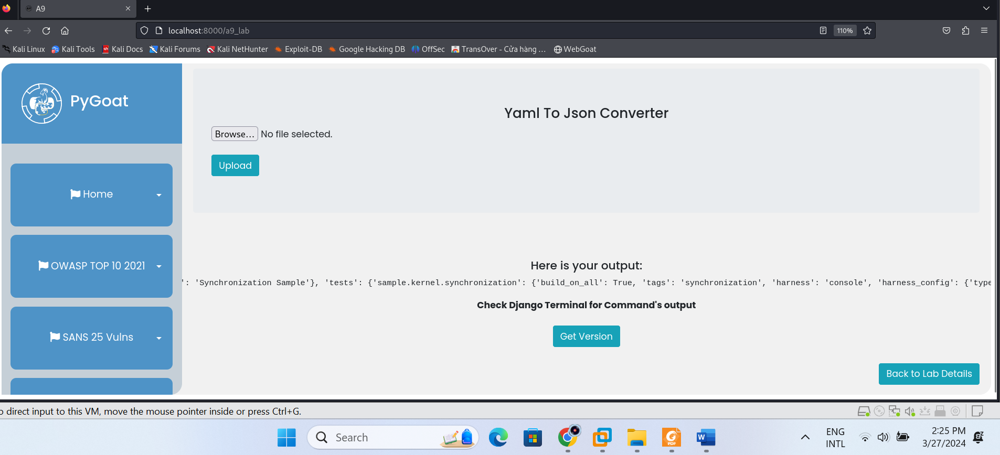 A9
localhost:8000/a9_lab
110%
Kali Linux
Kali Tools
Kali Docs
Kali Forums
Kali NetHunter
Exploit-DB
Google Hacking DB
OffSec
TransOver - Cửa hàng …
WebGoat
PyGoat
Home
OWASP TOP 10 2021
SANS 25 Vulns
Yaml To Json Converter
Browse… No file selected.
Upload
Here is your output:
': 'Synchronization Sample'}, 'tests': {'sample.kernel.synchronization': {'build_on_all': True, 'tags': 'synchronization', 'harness': 'console', 'harness_config': {'type
Check Django Terminal for Command's output
Get Version
Back to Lab Details
o direct input to this VM, move the mouse pointer inside or press Ctrl+G.
Search
PDF
W
ENG
INTL
2:25 PM
3/27/2024